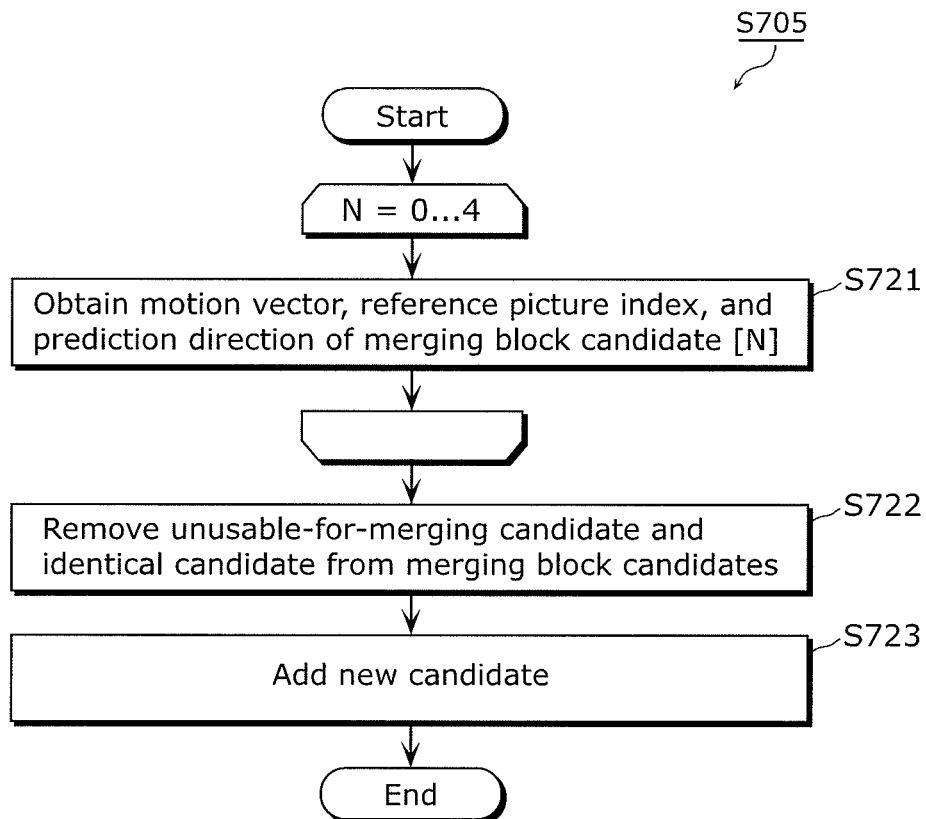 S705
Start
N = 0...4
S721
Obtain motion vector, reference picture index, and
prediction direction of merging block candidate [N]
S722
Remove unusable-for-merging candidate and
identical candidate from merging block candidates
S723
Add new candidate
End